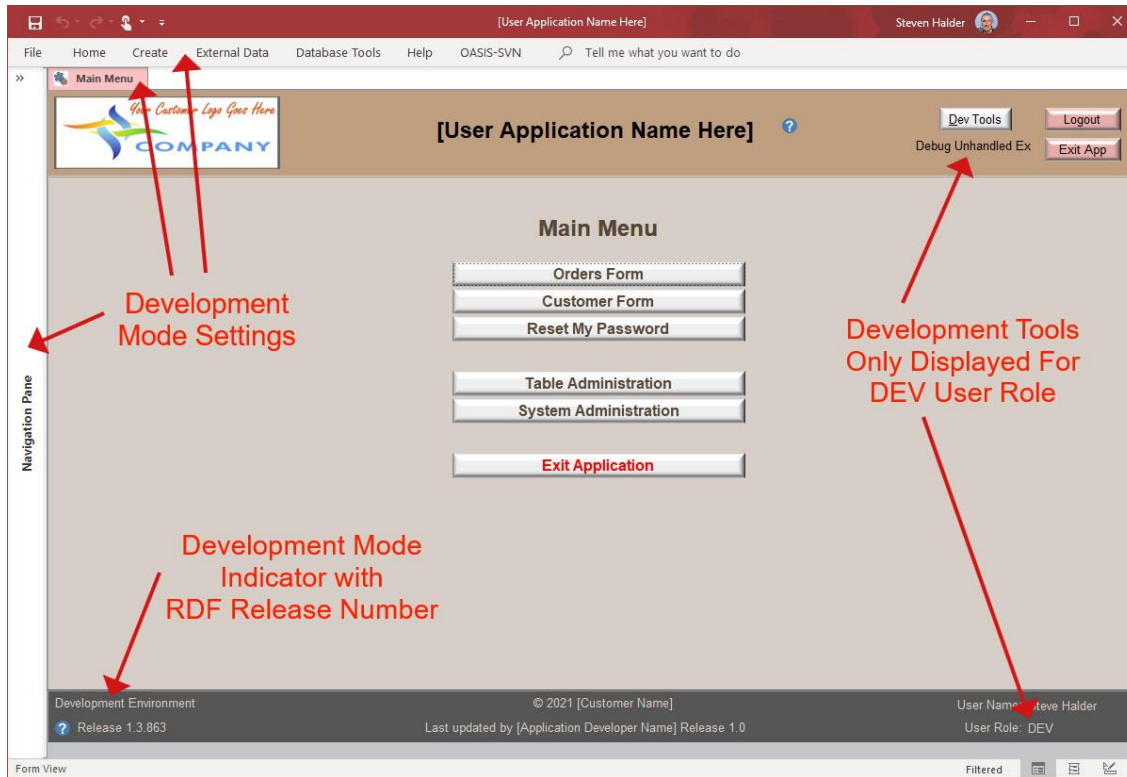 [User Application Name Here]
Steven Halder
File Home Create External Data Database Tools Help OASIS-SVN Tell me what you want to do
» Main Menu
Your Customer Logo Goes Here
COMPANY
[User Application Name Here] ?
Dev Tools Logout
Debug Unhandled Ex Exit App
Main Menu
Orders Form
Customer Form
Reset My Password
Table Administration
System Administration
Exit Application
Development
Mode Settings
Development Tools
Only Displayed For
DEV User Role
Navigation Pane
Development Mode
Indicator with
RDF Release Number
Development Environment © 2021 [Customer Name] User Name: Steve Halder
? Release 1.3.863 Last updated by [Application Developer Name] Release 1.0 User Role: DEV
Form View Filtered